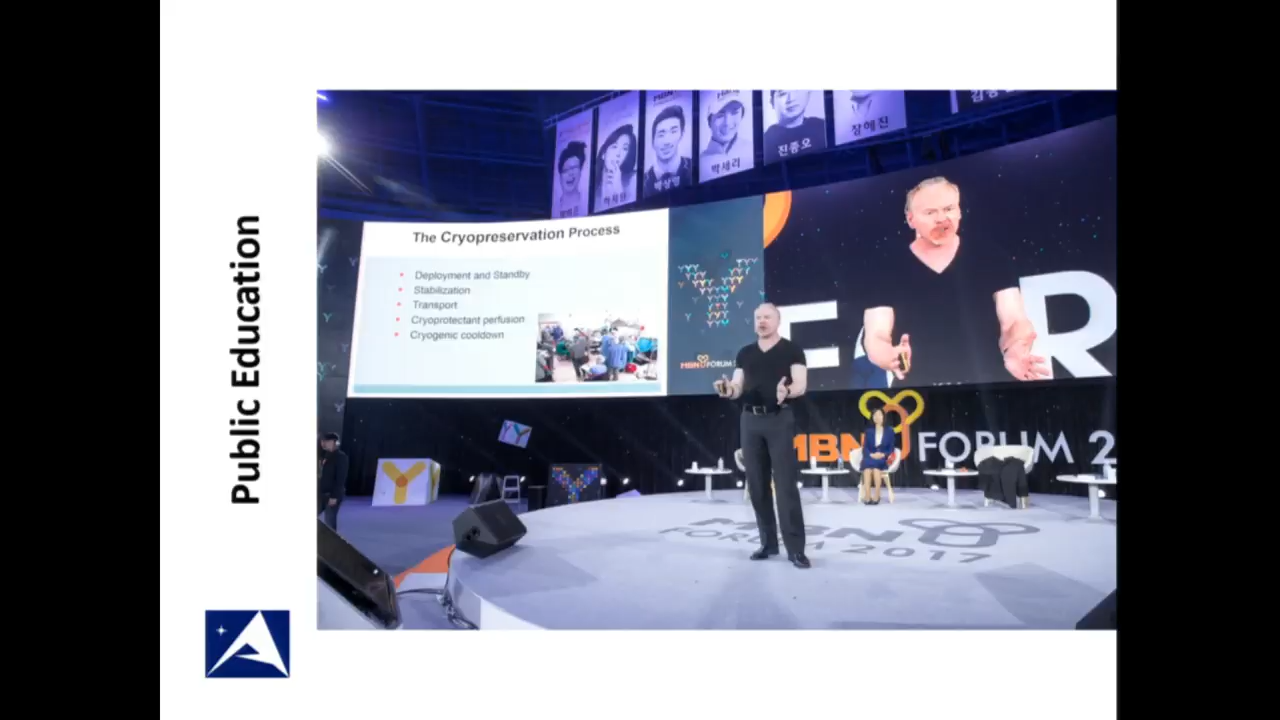 Public Education
The Cryopreservation Process
Deployment and Standby
Stabilization
Transport
Cryoprotectant perfusion
Cryogenic cooldown
박세리
진종오
장혜진
MBN FORUM
F
R
MBN FORUM 2
MBN
FORUM 2017